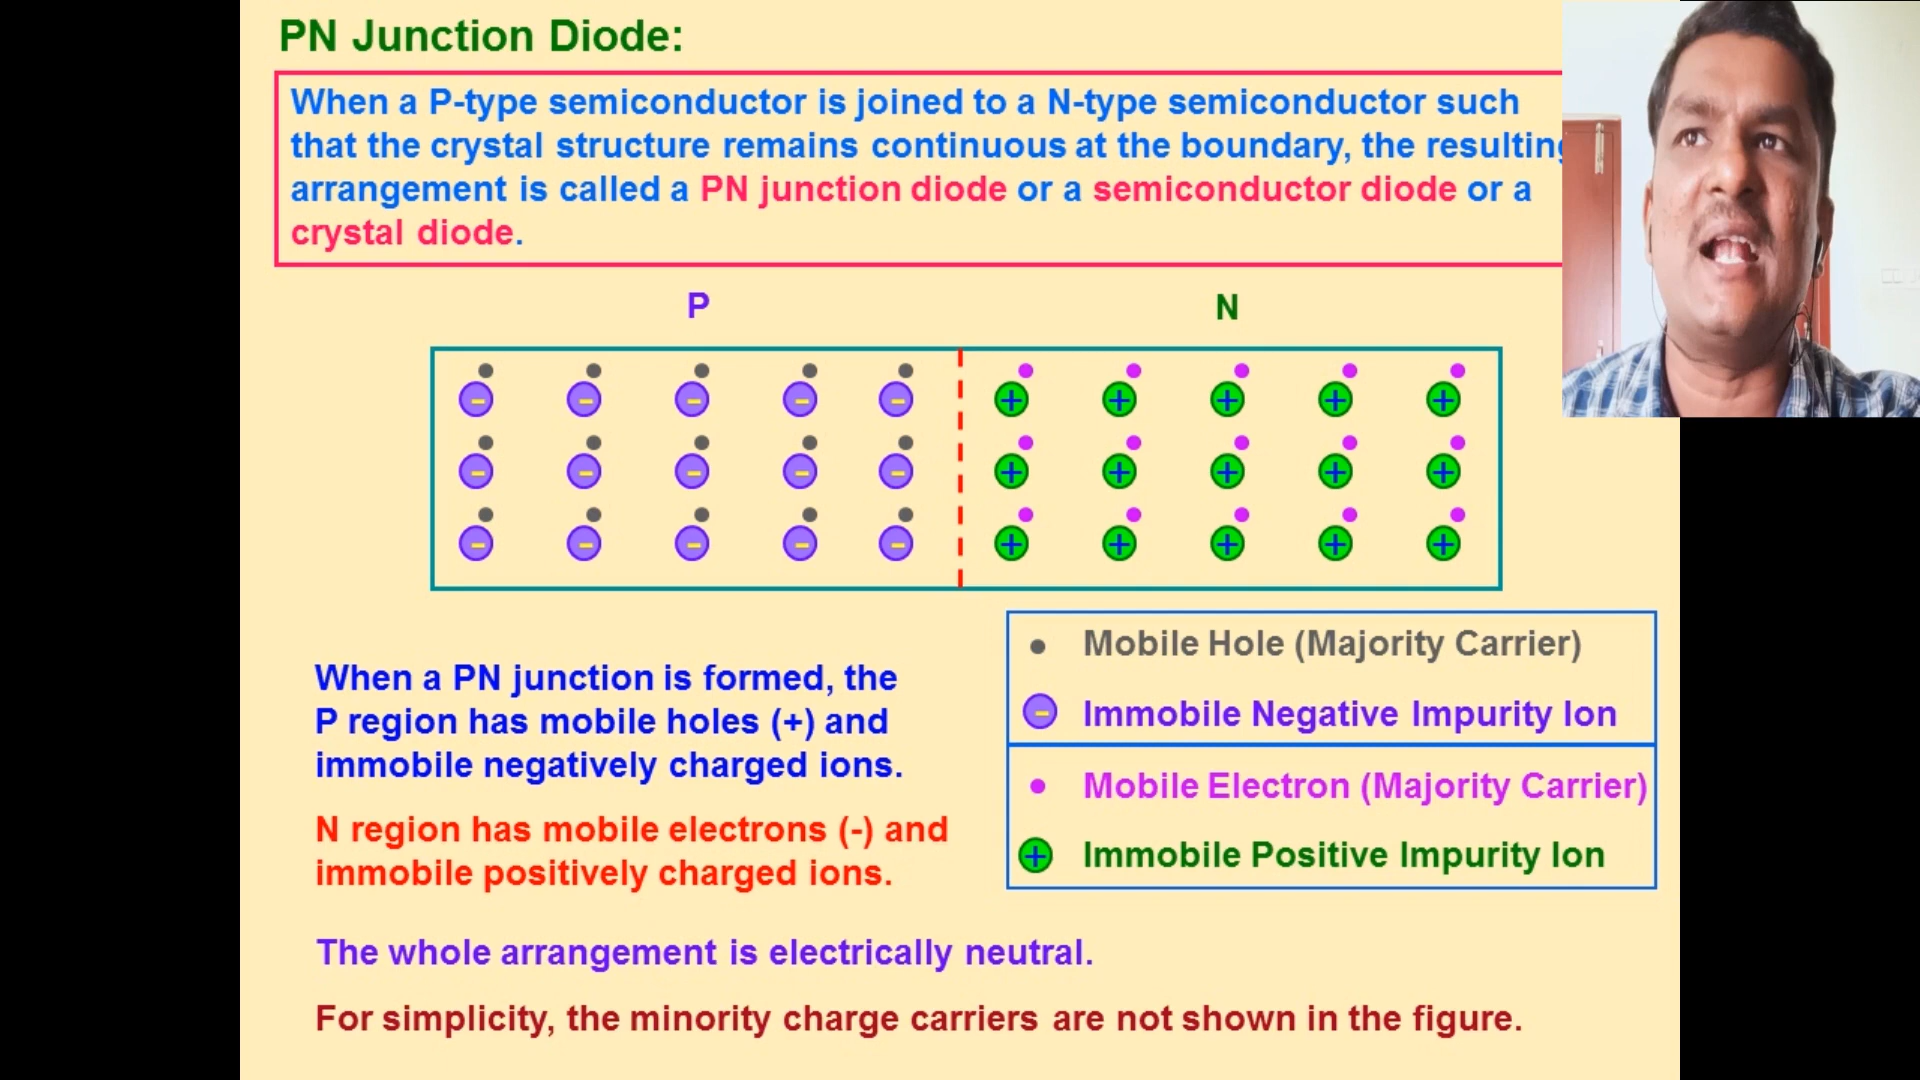 PN Junction Diode:
When a P-type semiconductor is joined to a N-type semiconductor such
that the crystal structure remains continuous at the boundary, the resulting
arrangement is called a PN junction diode or a semiconductor diode or a
crystal diode.
P N
Mobile Hole (Majority Carrier)
Immobile Negative Impurity Ion
Mobile Electron (Majority Carrier)
Immobile Positive Impurity Ion
When a PN junction is formed, the
P region has mobile holes (+) and
immobile negatively charged ions.
N region has mobile electrons (-) and
immobile positively charged ions.
The whole arrangement is electrically neutral.
For simplicity, the minority charge carriers are not shown in the figure.